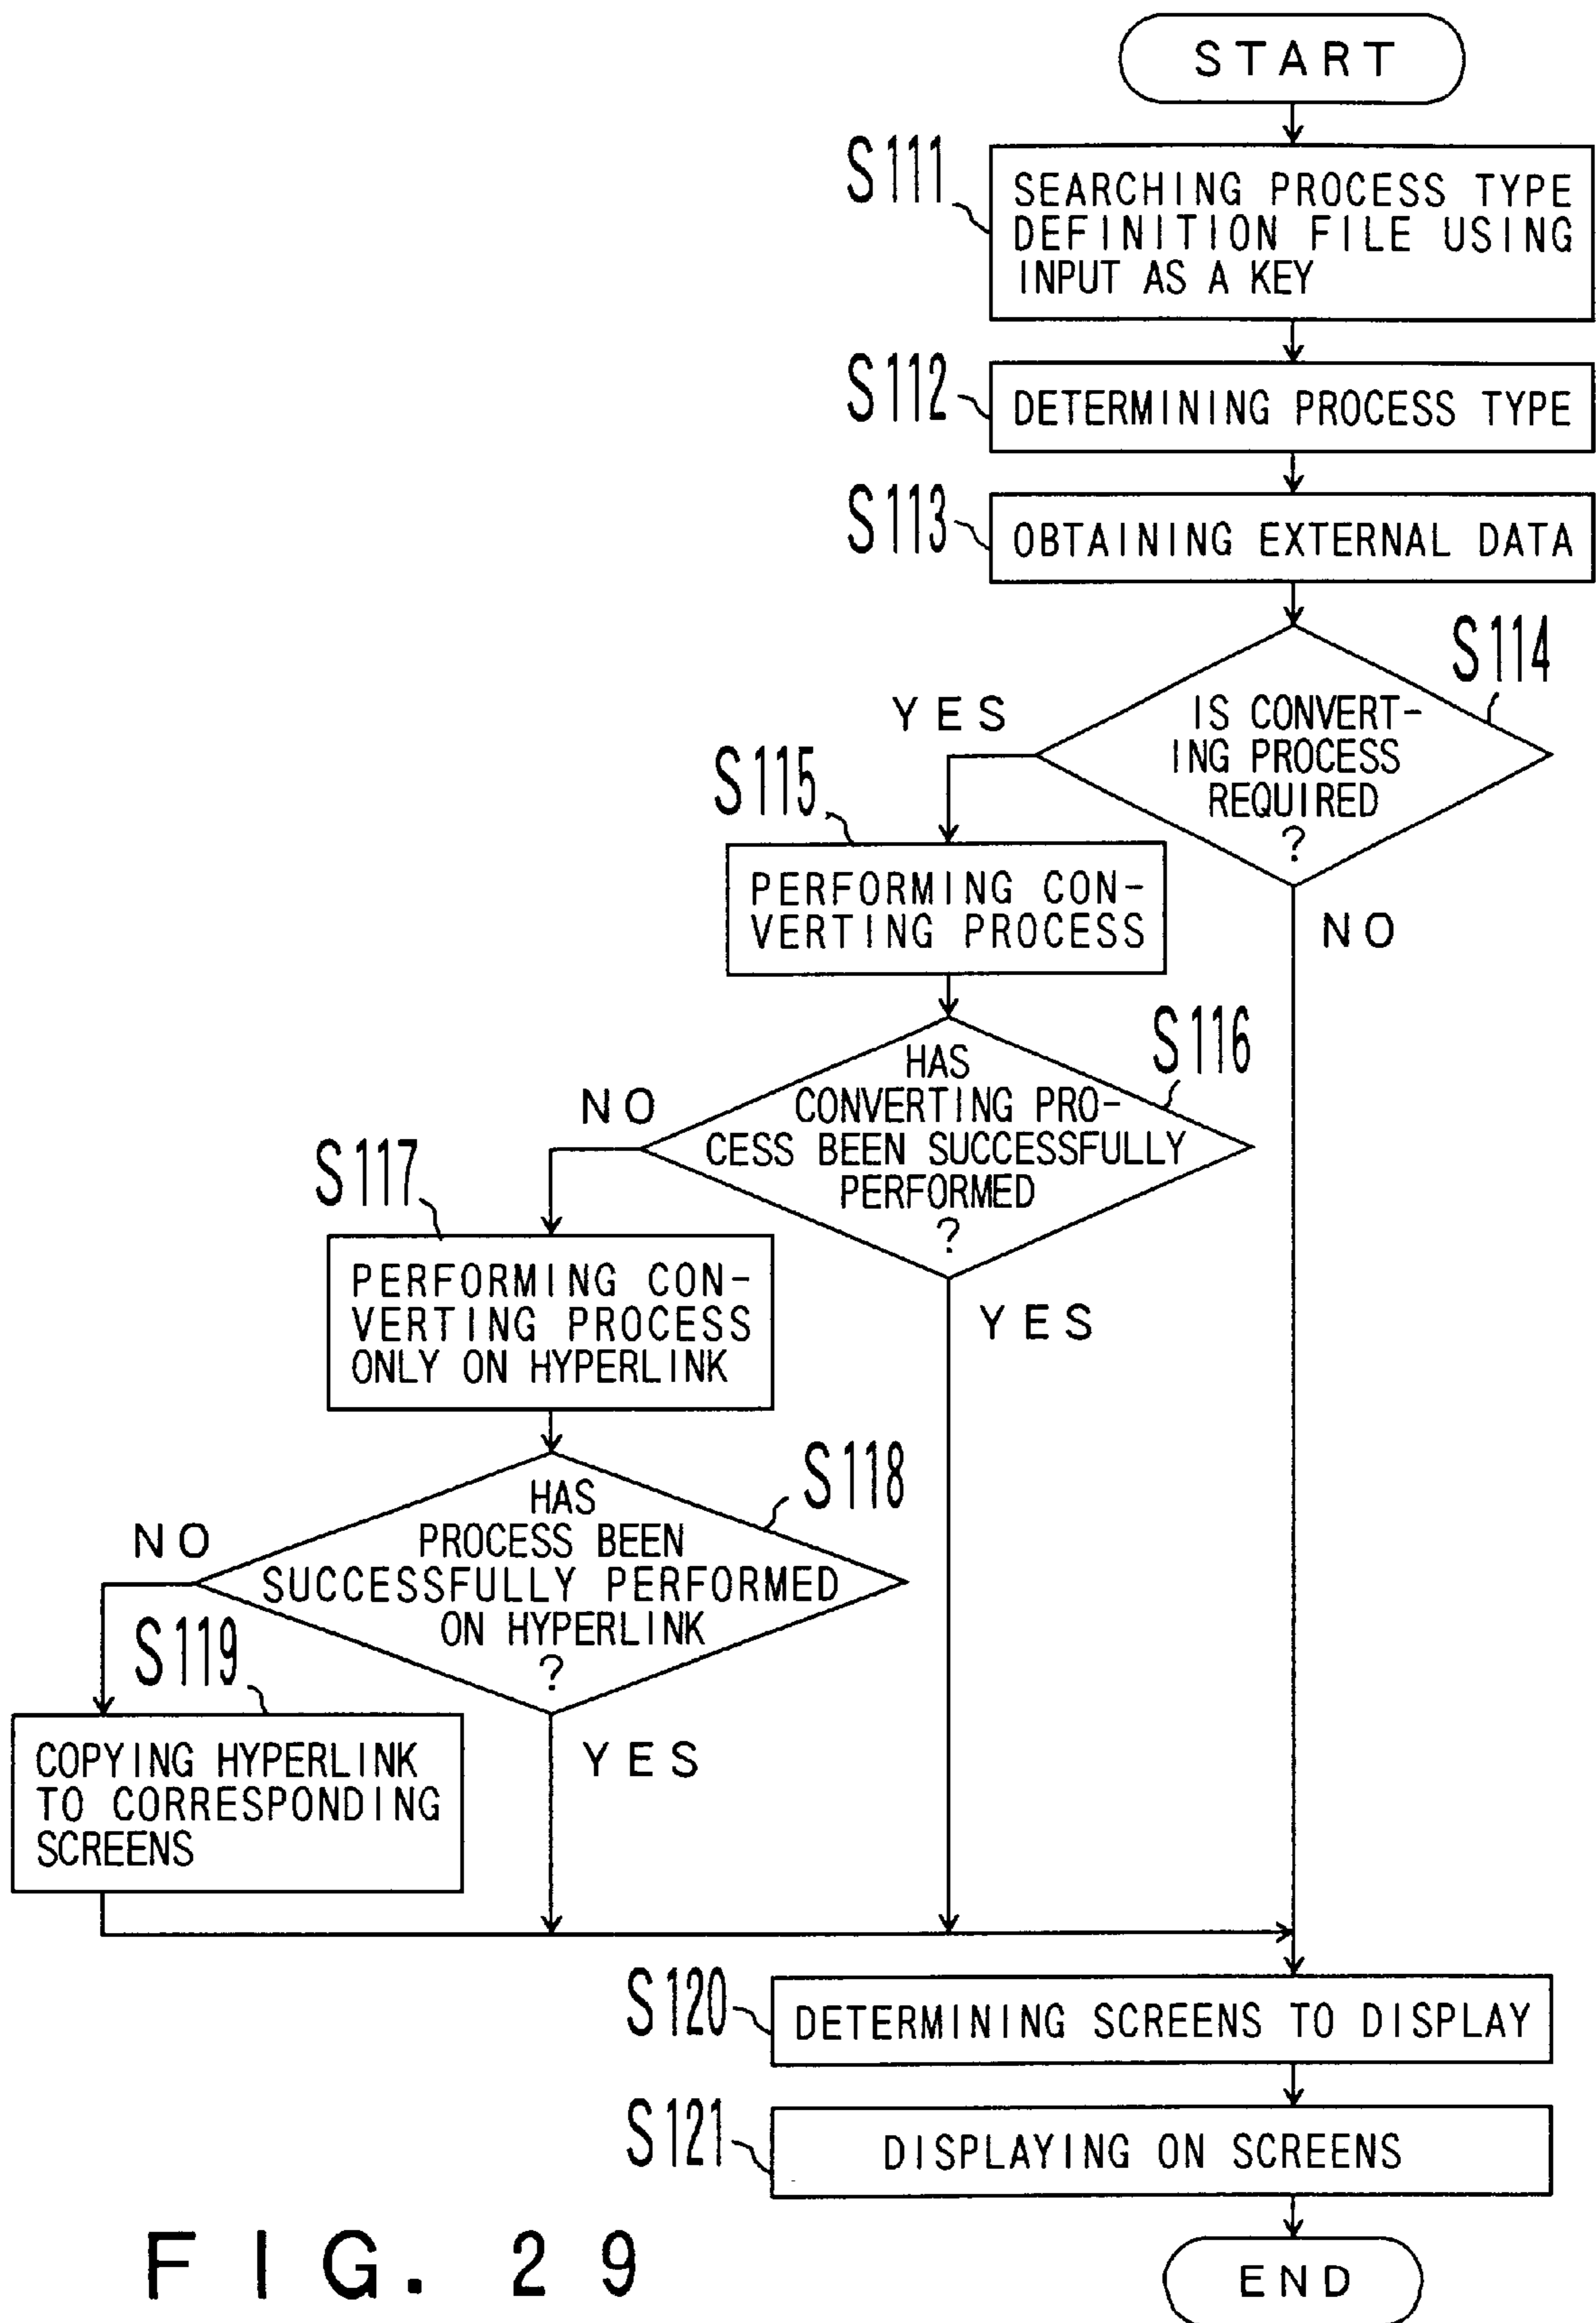 START
S111
SEARCHING PROCESS TYPE
DEFINITION FILE USING
INPUT AS A KEY
S112
DETERMINING PROCESS TYPE
S113
OBTAINING EXTERNAL DATA
S114
IS CONVERT-
ING PROCESS
REQUIRED
?
YES
NO
S115
PERFORMING CON-
VERTING PROCESS
S116
HAS
CONVERTING PRO-
CESS BEEN SUCCESSFULLY
PERFORMED
?
NO
YES
S117
PERFORMING CON-
VERTING PROCESS
ONLY ON HYPERLINK
S118
HAS
PROCESS BEEN
SUCCESSFULLY PERFORMED
ON HYPERLINK
?
NO
YES
S119
COPYING HYPERLINK
TO CORRESPONDING
SCREENS
S120
DETERMINING SCREENS TO DISPLAY
S121
DISPLAYING ON SCREENS
END
FIG. 29